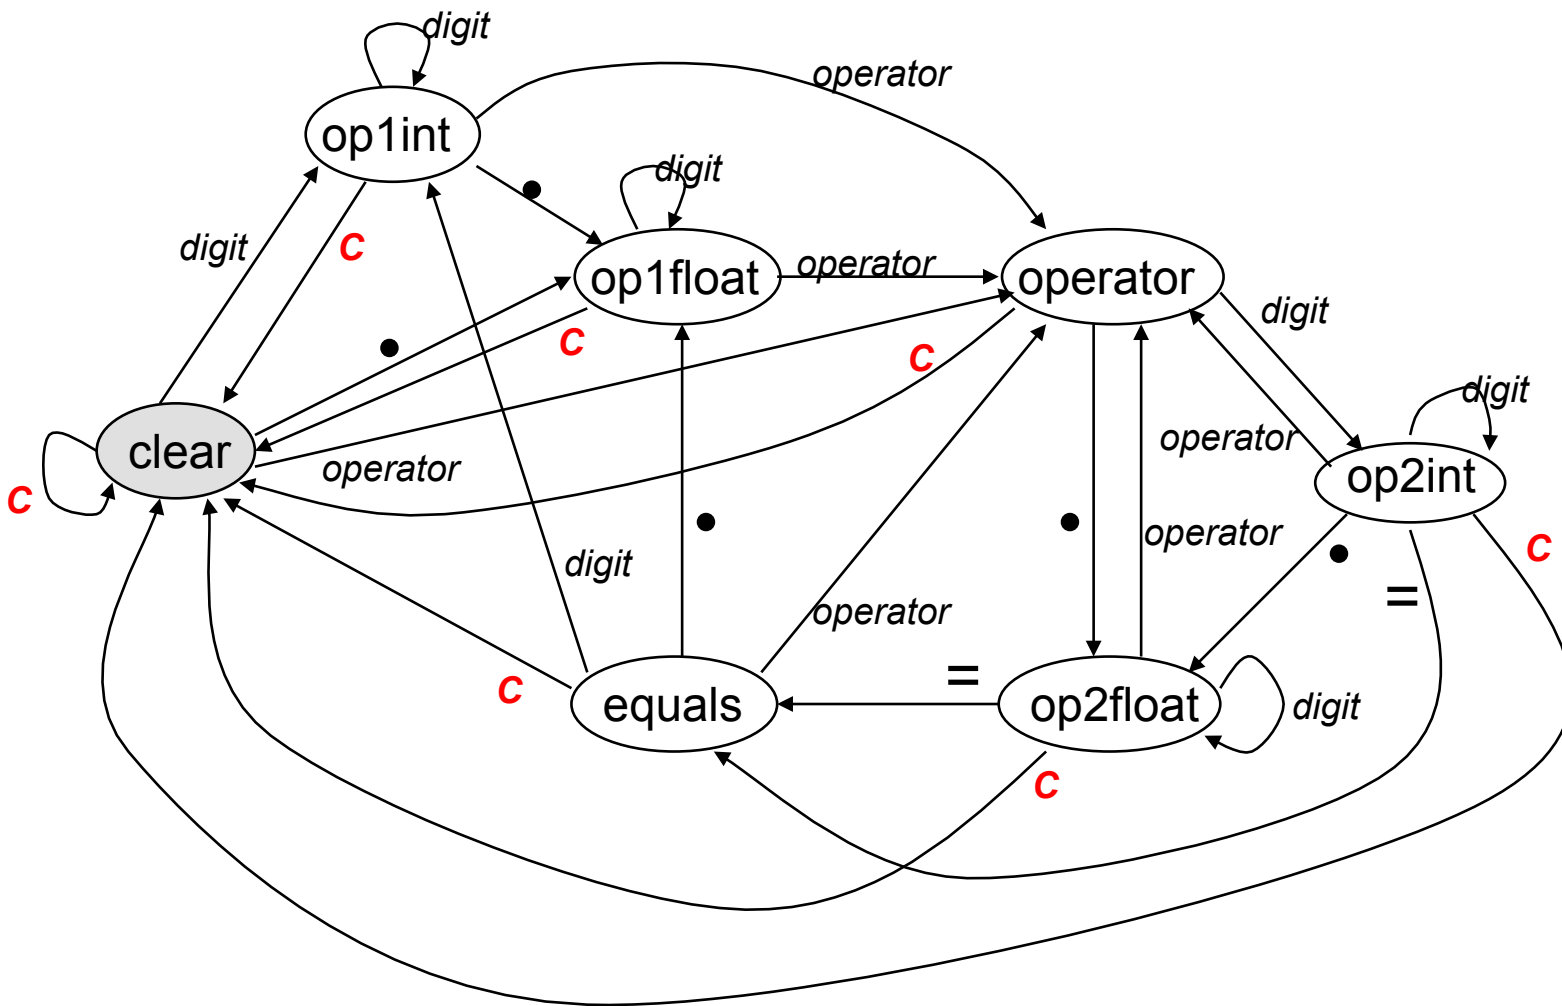 digit
operator
op1int
digit
•
digit
C
op1float
operator
operator
digit
•
C
C
digit
clear
operator
operator
op2int
C
•
•
operator
•
C
digit
=
operator
=
C
equals
op2float
digit
C